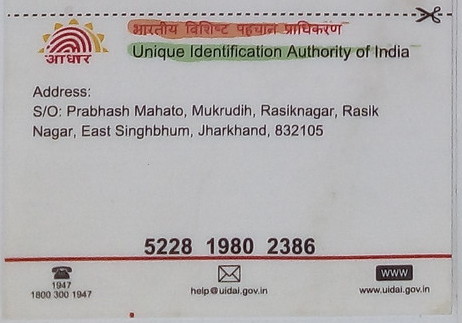 भारतीय विशिष्ट पहचान प्राधिकरण
आधार
Unique Identification Authority of India
Address:
S/O: Prabhash Mahato, Mukrudih, Rasiknagar, Rasik
Nagar, East Singhbhum, Jharkhand, 832105
5228 1980 2386
1947
1800 300 1947
help@uidai.gov.in
WWW
www.uidai.gov.in